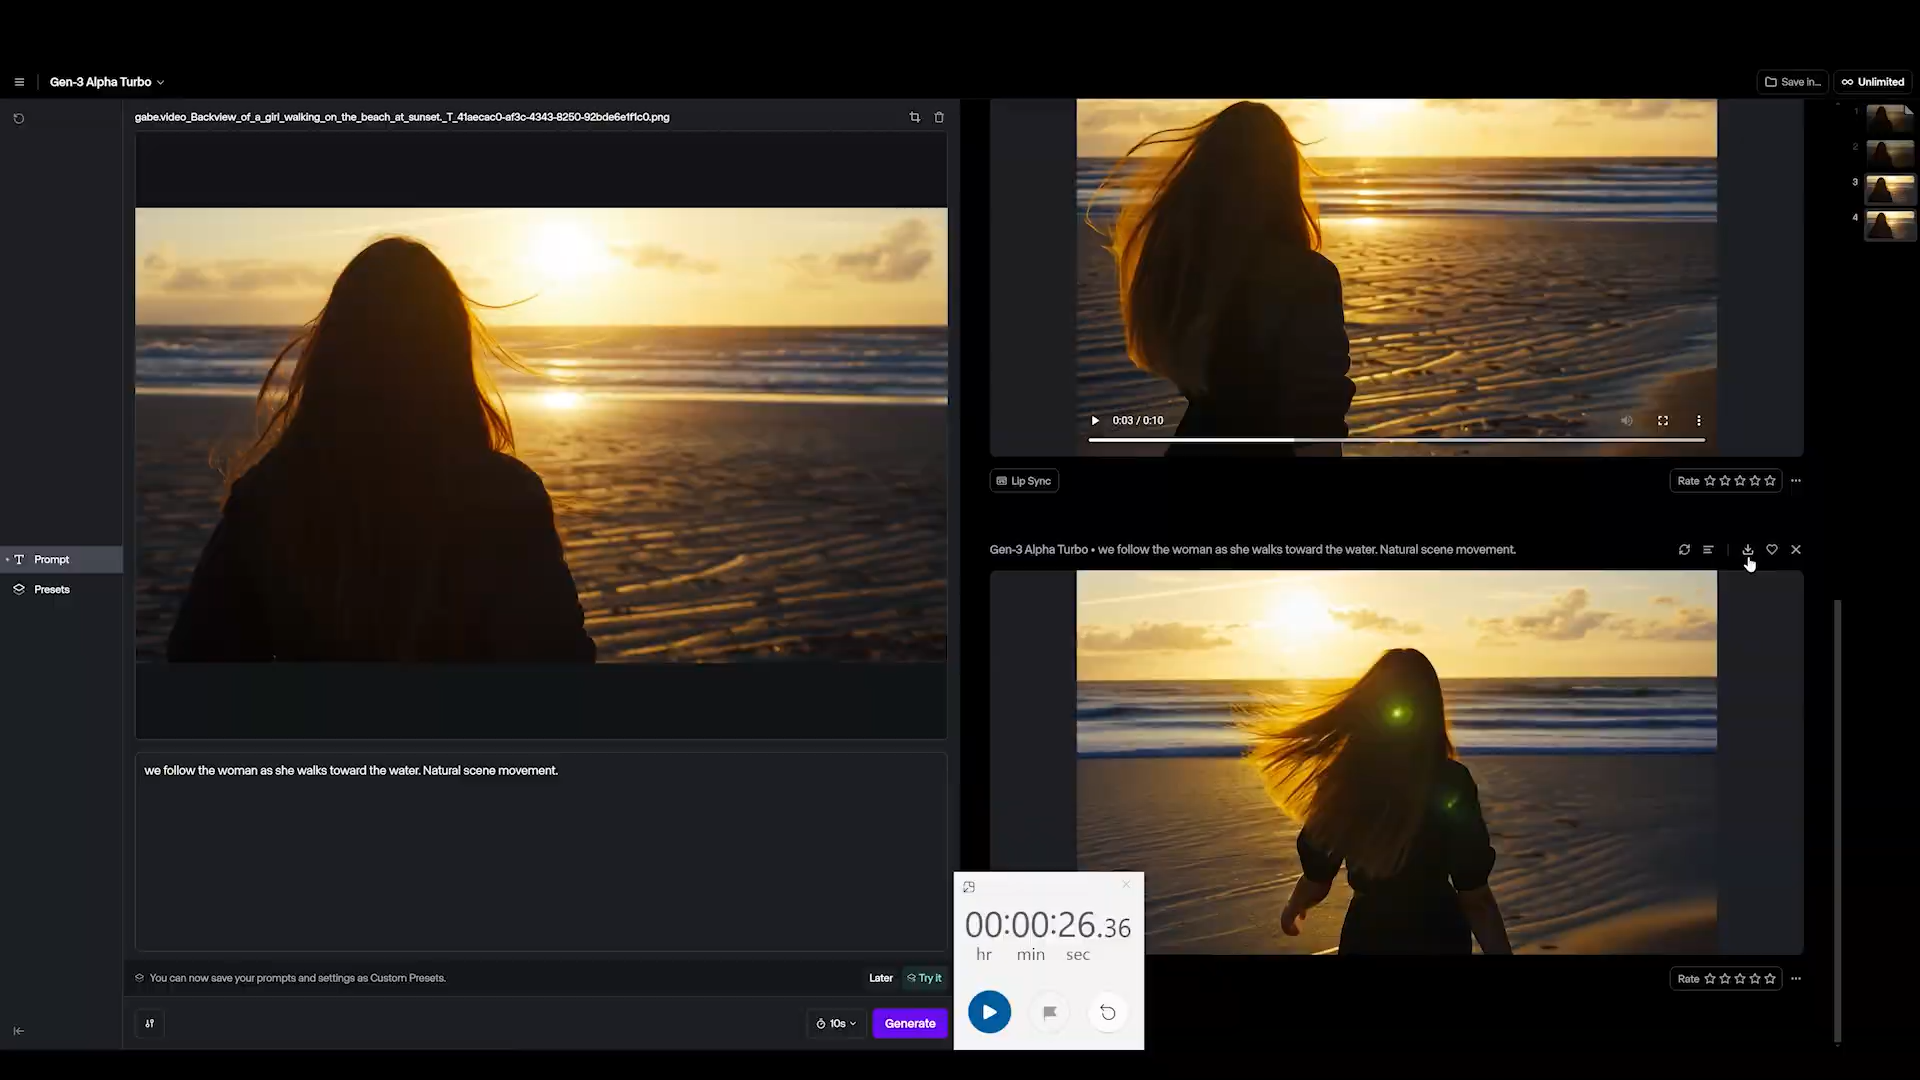 Gen-3 Alpha Turbo
Save in...
Unlimited
gabe.video_Backview_of_a_girl_walking_on_the_beach_at_sunset._T_41aecac0-af3c-4343-8250-92bde6e1f1c0.png
1
2
3
4
0:03 / 0:10
Lip Sync
Rate
Gen-3 Alpha Turbo • we follow the woman as she walks toward the water. Natural scene movement.
Prompt
Presets
we follow the woman as she walks toward the water. Natural scene movement.
00:00:26.36
hr min sec
You can now save your prompts and settings as Custom Presets.
Later
Try it
Rate
10s
Generate